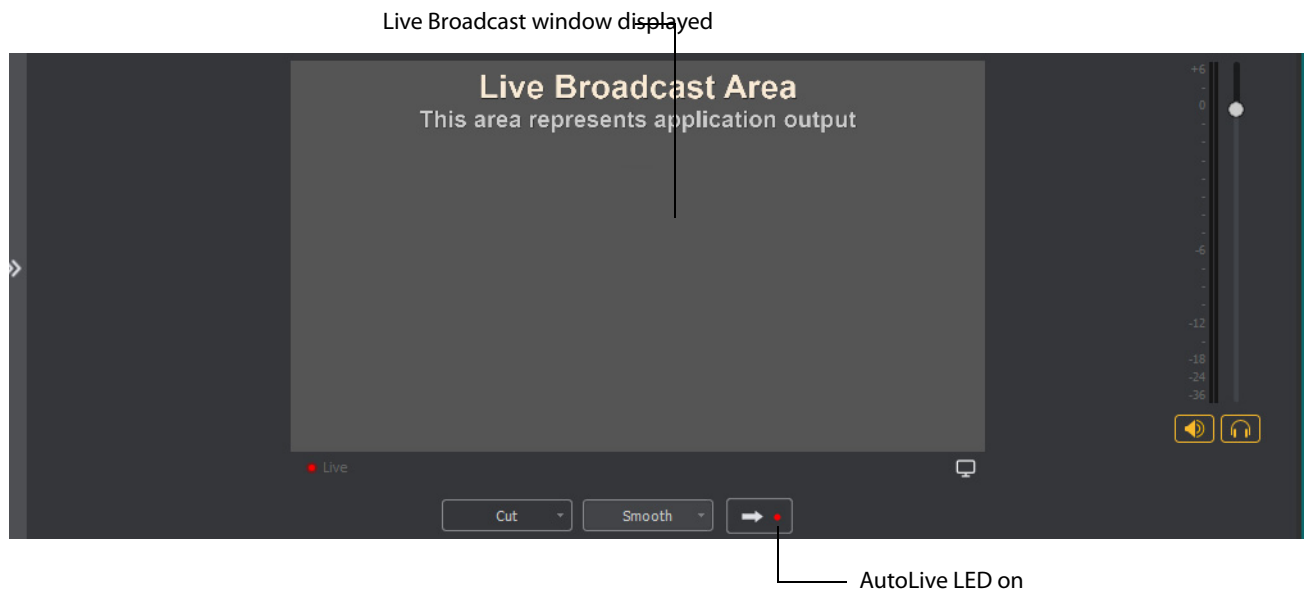 Live Broadcast window displayed
Live Broadcast Area
This area represents application output
+6
0
-6
-12
-18
-24
-36
Live
Cut
Smooth
AutoLive LED on